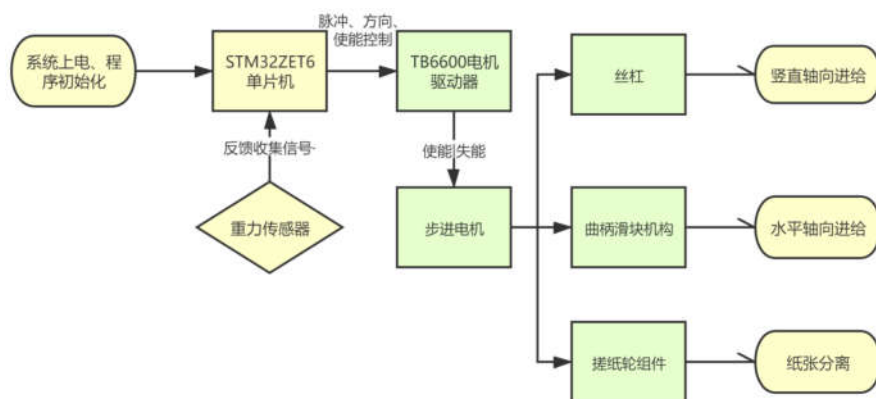 脉冲、方向、
使能控制
系统上电、程
序初始化
STM32ZET6
单片机
TB6600电机
驱动器
丝杠
竖直轴向进给
反馈收集信号
使能 失能
重力传感器
步进电机
曲柄滑块机构
水平轴向进给
搓纸轮组件
纸张分离